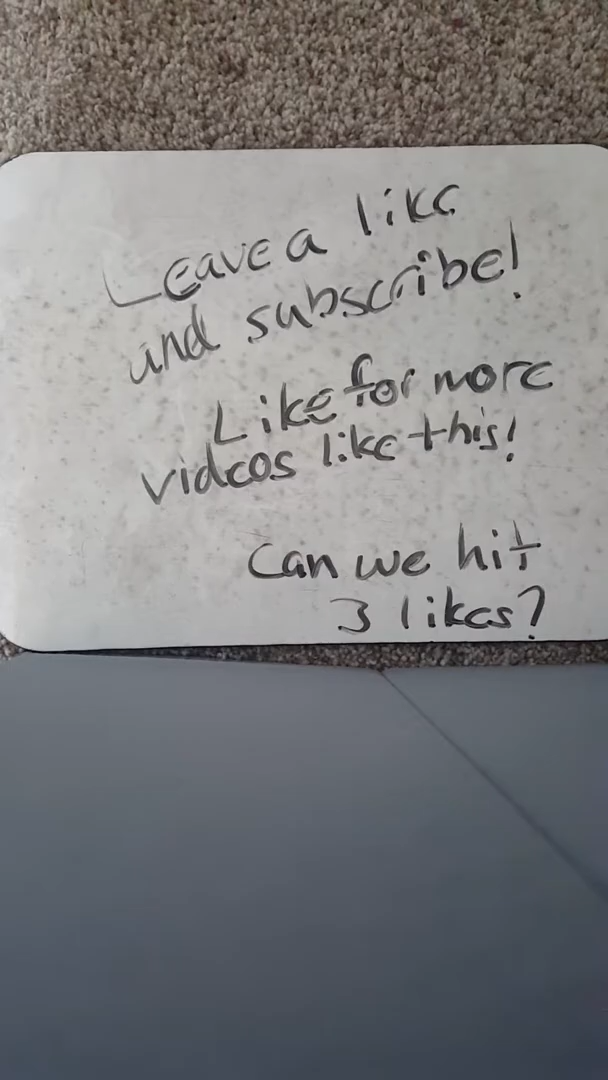 Leave a like
and subscribe!
Like for more
videos like this!
Can we hit
3 likes?